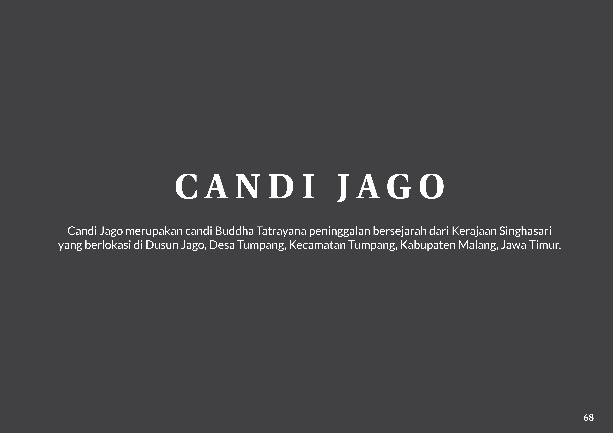 CANDI JAGO
Candi Jago merupakan candi Buddha Tatrayana peninggalan bersejarah dari Kerajaan Singhasari
yang berlokasi di Dusun Jago, Desa Tumpang, Kecamatan Tumpang, Kabupaten Malang, Jawa Timur.
68